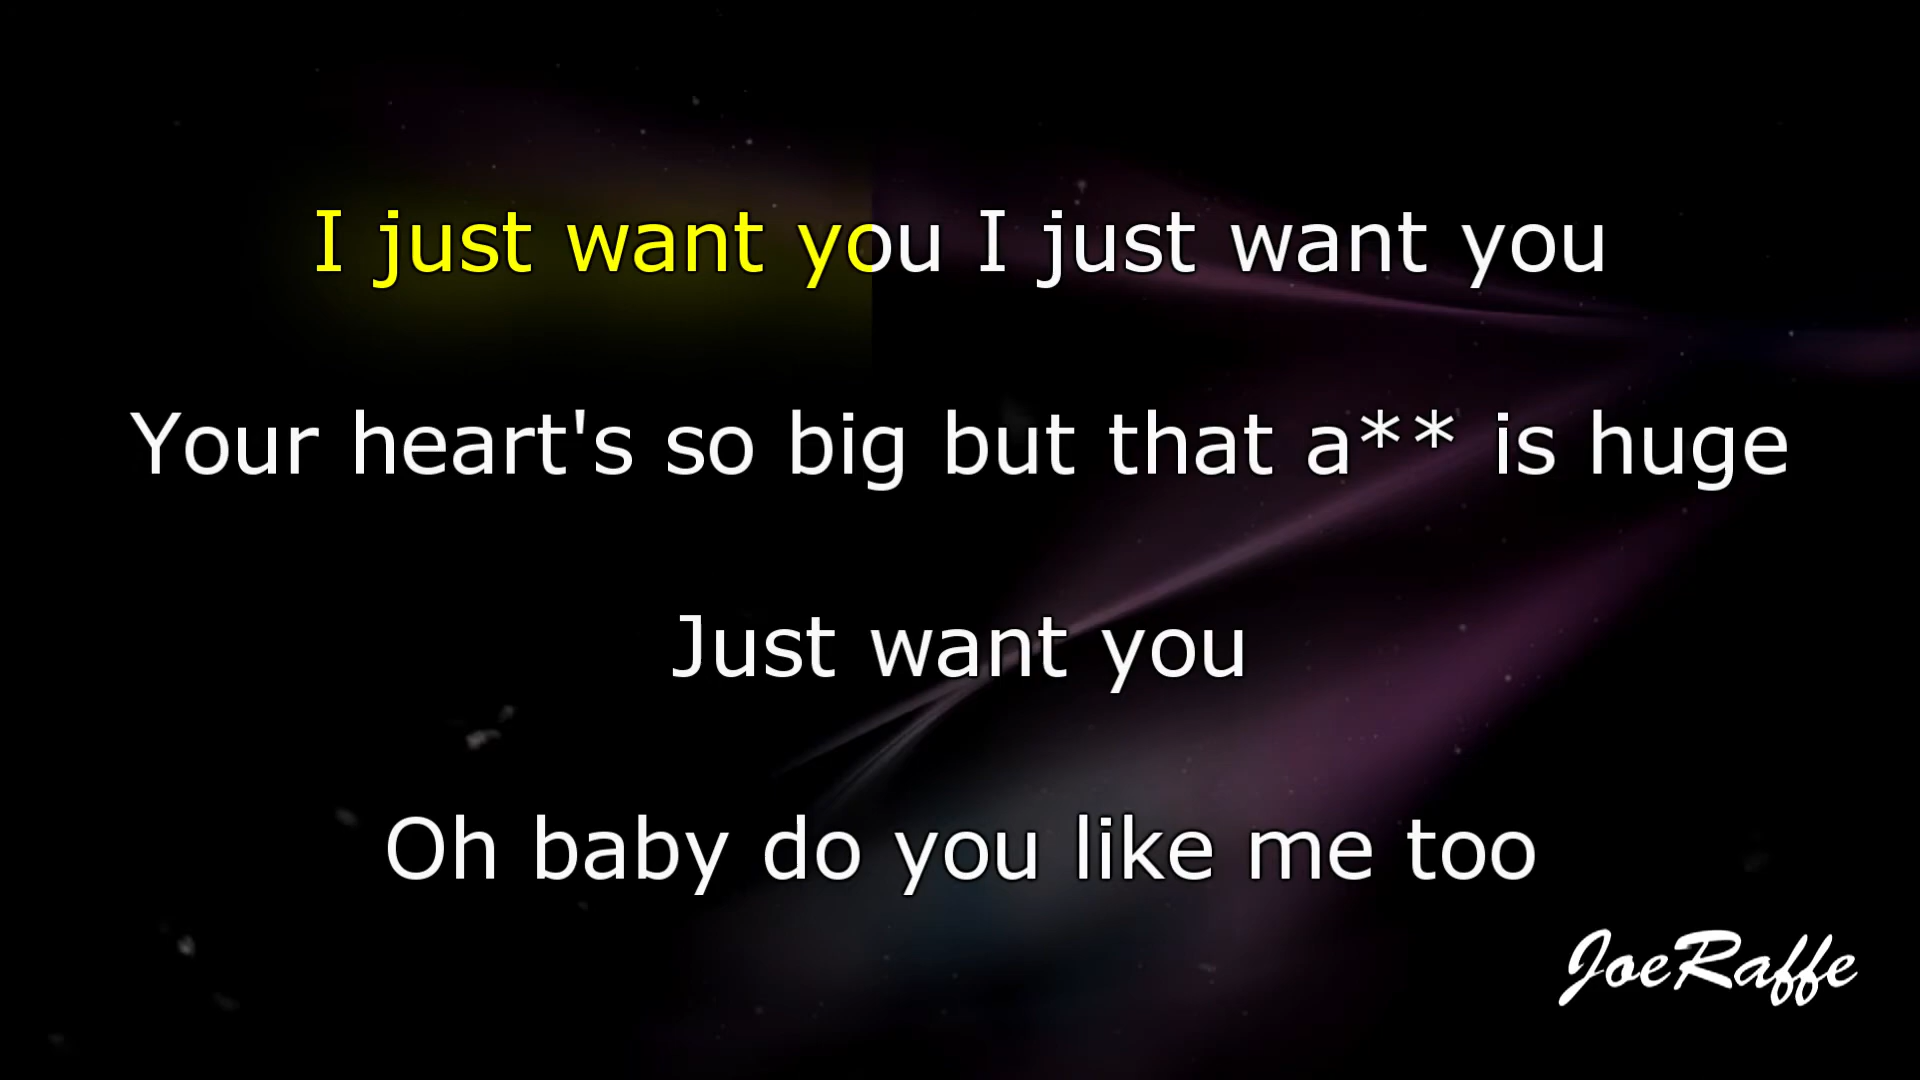 I just want you I just want you
Your heart's so big but that a** is huge
Just want you
Oh baby do you like me too
JoeRaffe